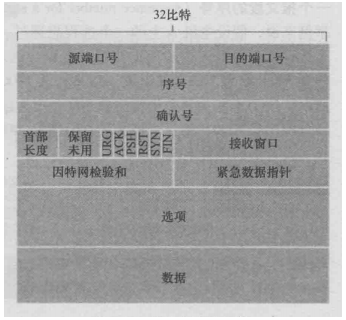 32比特
源端口号 目的端口号
序号
确认号
首部长度 保留未用 URG ACK PSH RST SYN FIN 接收窗口
因特网检验和 紧急数据指针
选项
数据